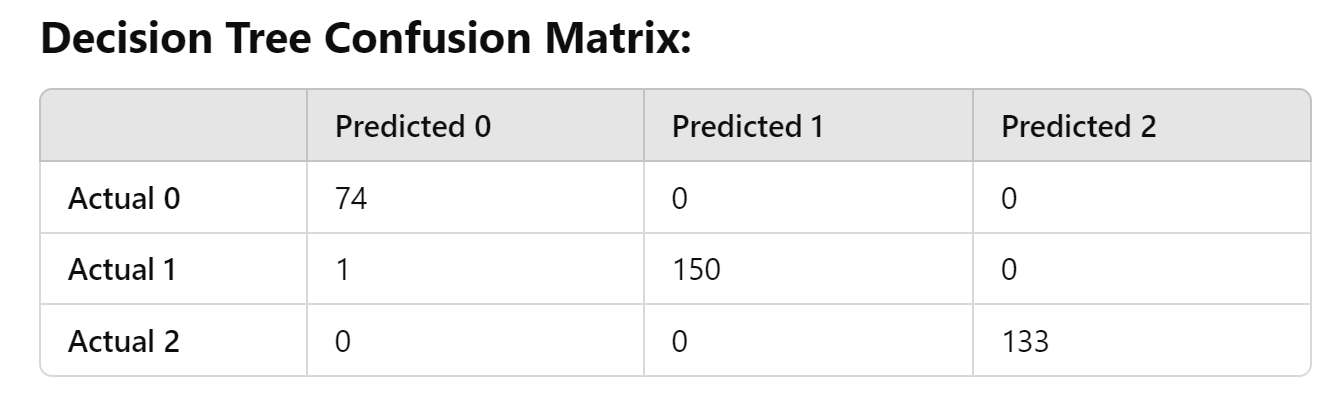 Decision Tree Confusion Matrix:
Predicted 0 Predicted 1 Predicted 2
Actual 0 74 0 0
Actual 1 1 150 0
Actual 2 0 0 133